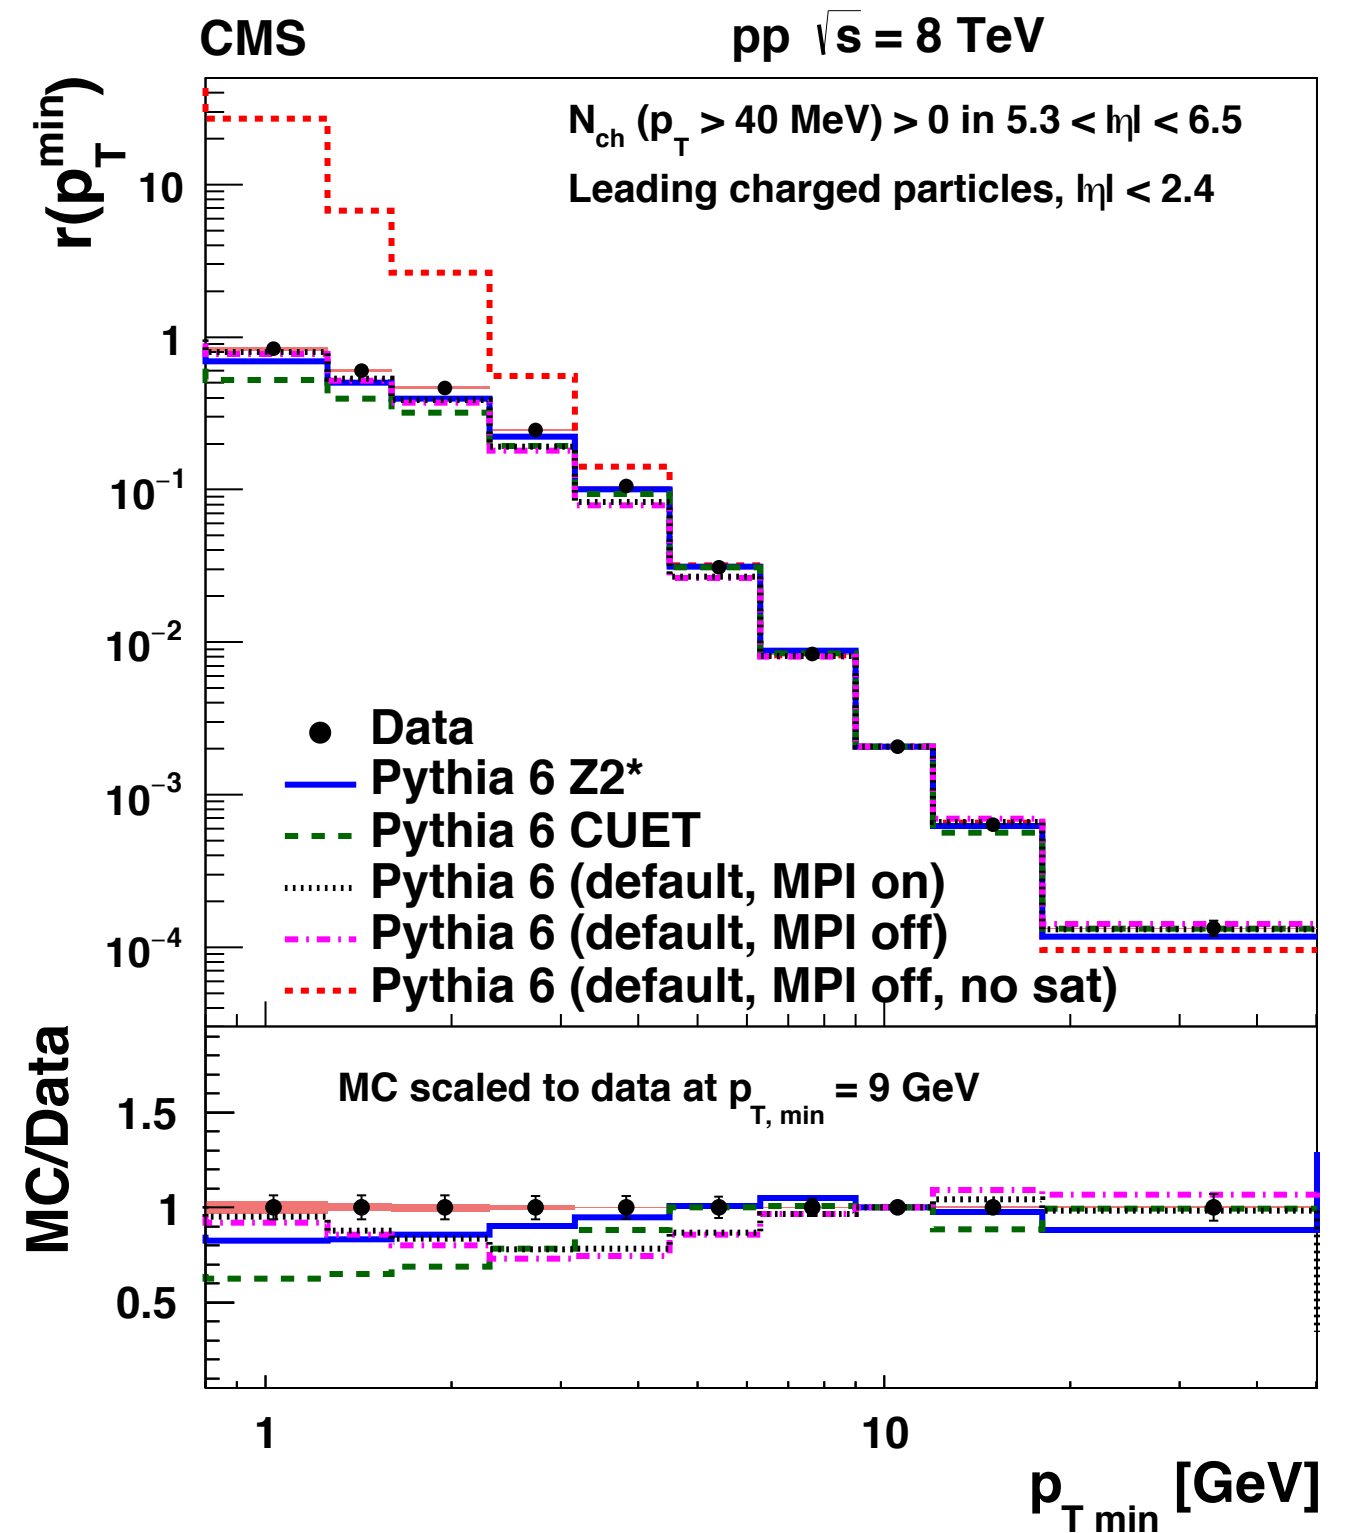 CMS pp √s = 8 TeV
N_ch (p_T > 40 MeV) > 0 in 5.3 < |η| < 6.5
Leading charged particles, |η| < 2.4
r(p_T^min)
10
1
10^−1
10^−2
10^−3
10^−4
Data
Pythia 6 Z2*
Pythia 6 CUET
Pythia 6 (default, MPI on)
Pythia 6 (default, MPI off)
Pythia 6 (default, MPI off, no sat)
MC/Data
MC scaled to data at p_T, min = 9 GeV
1.5
1
0.5
1 10
p_T min [GeV]